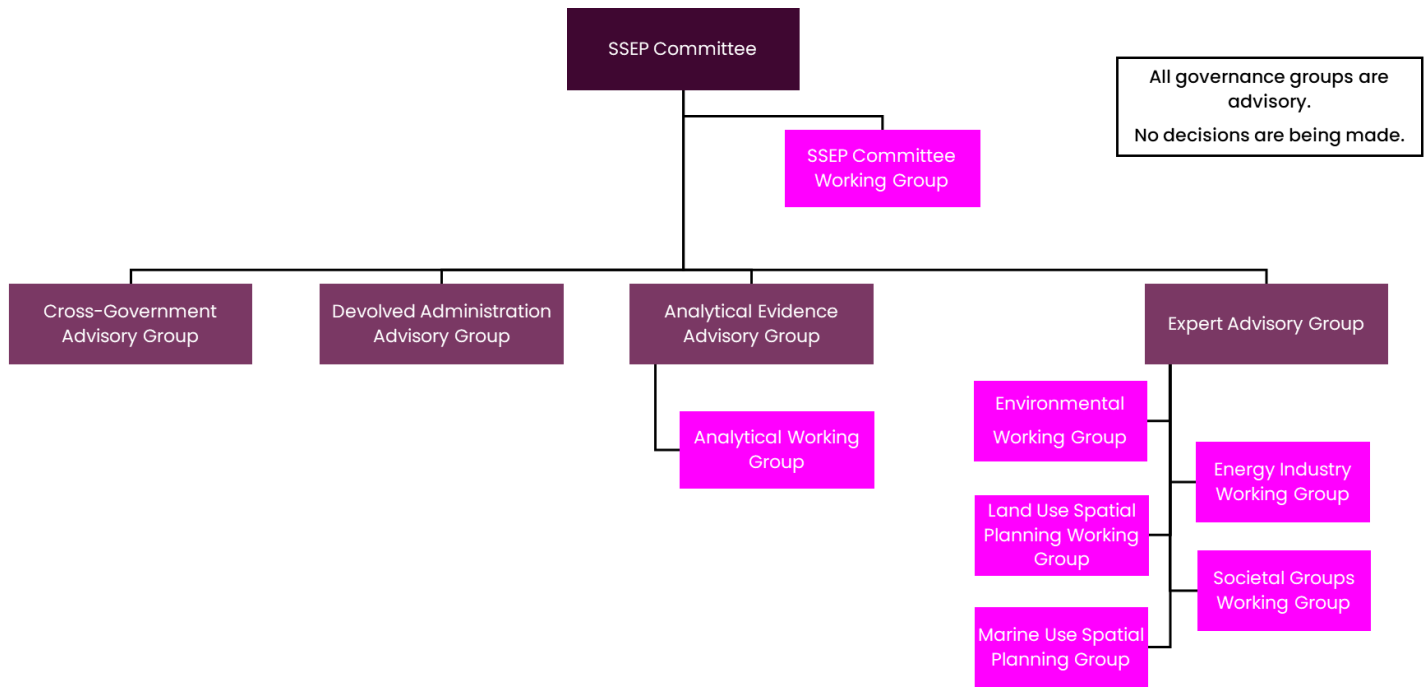 SSEP Committee
All governance groups are
advisory.
No decisions are being made.
SSEP Committee
Working Group
Cross-Government
Advisory Group
Devolved Administration
Advisory Group
Analytical Evidence
Advisory Group
Expert Advisory Group
Analytical Working
Group
Environmental
Working Group
Energy Industry
Working Group
Land Use Spatial
Planning Working
Group
Societal Groups
Working Group
Marine Use Spatial
Planning Group